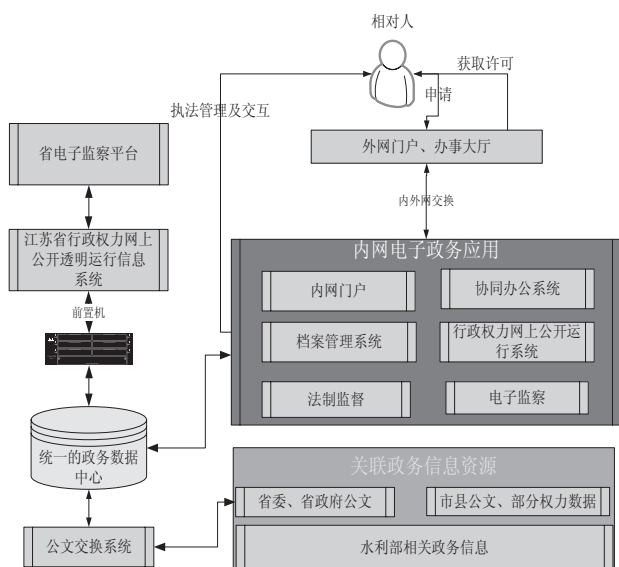 相对人
获取许可
申请
执法管理及交互
外网门户、办事大厅
省电子监察平台
内外网交换
江苏省行政权力网上
公开透明运行信息
系统
前置机
内网电子政务应用
内网门户
协同办公系统
档案管理系统
行政权力网上公开运
行系统
法制监督
电子监察
统一的政务数据
中心
关联政务信息资源
省委、省政府公文
市县公文、部分权力数据
公文交换系统
水利部相关政务信息